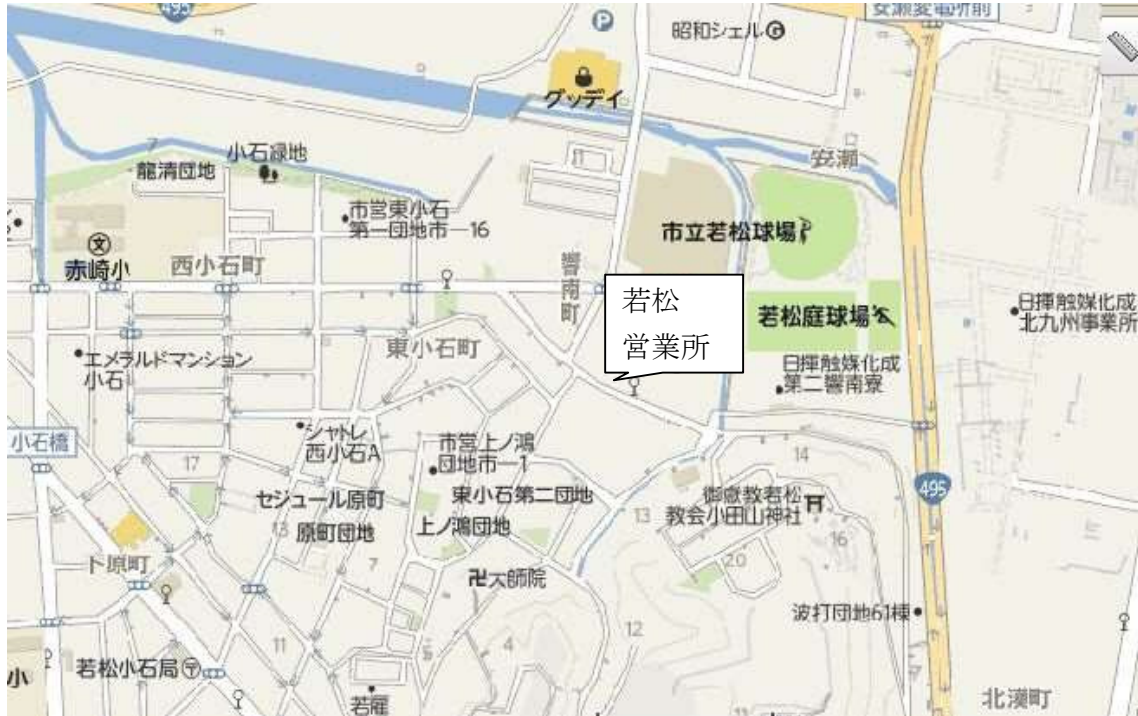 495
安瀬変電所前
昭和シェル
P
グッデイ
安瀬
小石緑地
龍清団地
7
11
市営東小石
第一団地市—16
市立若松球場
文
赤崎小
西小石町
響南町
若松
営業所
若松庭球場
日揮触媒化成
北九州事業所
東小石町
エメラルドマンション
小石
日揮触媒化成
第二響南寮
小石橋
シャトレ
西小石A
市営上ノ鴻
団地市—1
17
14
495
セジュール原町
東小石第二団地
御嶽教若松
教会小田山神社
13
原町団地
13
上ノ鴻団地
16
20
7
卍大師院
波打団地61棟
12
11
4
5
若松小石局〒
小
北湊町
11